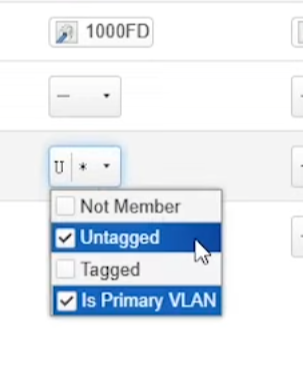 1000FD
—
U | *
Not Member
Untagged
Tagged
Is Primary VLAN